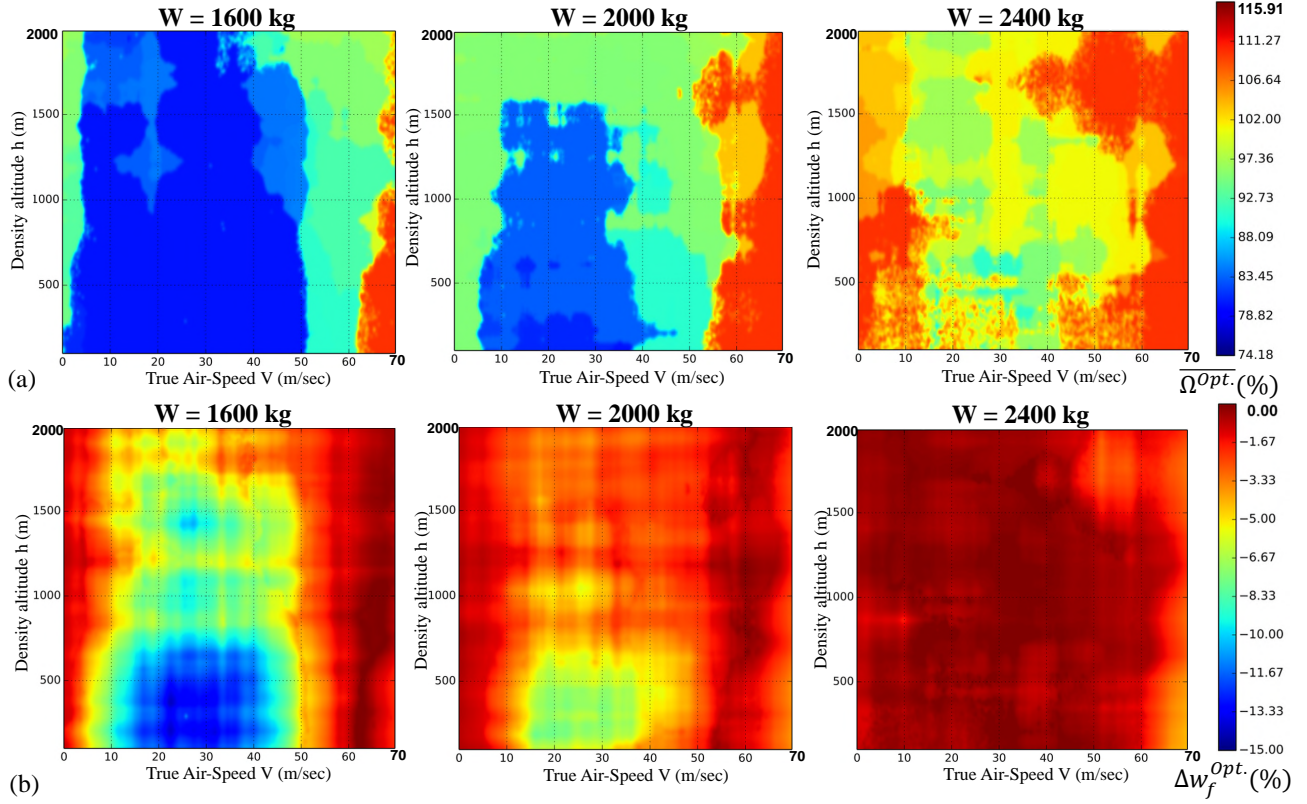 W = 1600 kg
W = 2000 kg
W = 2400 kg
2000
1500
1000
500
Density altitude h (m)
0 10 20 30 40 50 60 70
True Air-Speed V (m/sec)
2000
1500
1000
500
Density altitude h (m)
0 10 20 30 40 50 60 70
True Air-Speed V (m/sec)
2000
1500
1000
500
Density altitude h (m)
0 10 20 30 40 50 60 70
True Air-Speed V (m/sec)
115.91
111.27
106.64
102.00
97.36
92.73
88.09
83.45
78.82
74.18
Ω^{Opt.}(%)
(a)
W = 1600 kg
W = 2000 kg
W = 2400 kg
2000
1500
1000
500
Density altitude h (m)
0 10 20 30 40 50 60 70
True Air-Speed V (m/sec)
2000
1500
1000
500
Density altitude h (m)
0 10 20 30 40 50 60 70
True Air-Speed V (m/sec)
2000
1500
1000
500
Density altitude h (m)
0 10 20 30 40 50 60 70
True Air-Speed V (m/sec)
0.00
-1.67
-3.33
-5.00
-6.67
-8.33
-10.00
-11.67
-13.33
-15.00
Δw_f^{Opt.}(%)
(b)